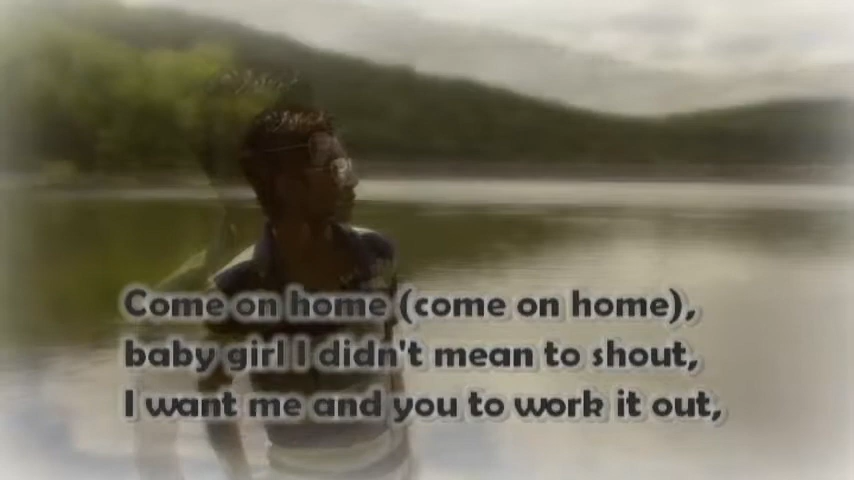 Come on home (come on home),
baby girl I didn't mean to shout,
I want me and you to work it out,